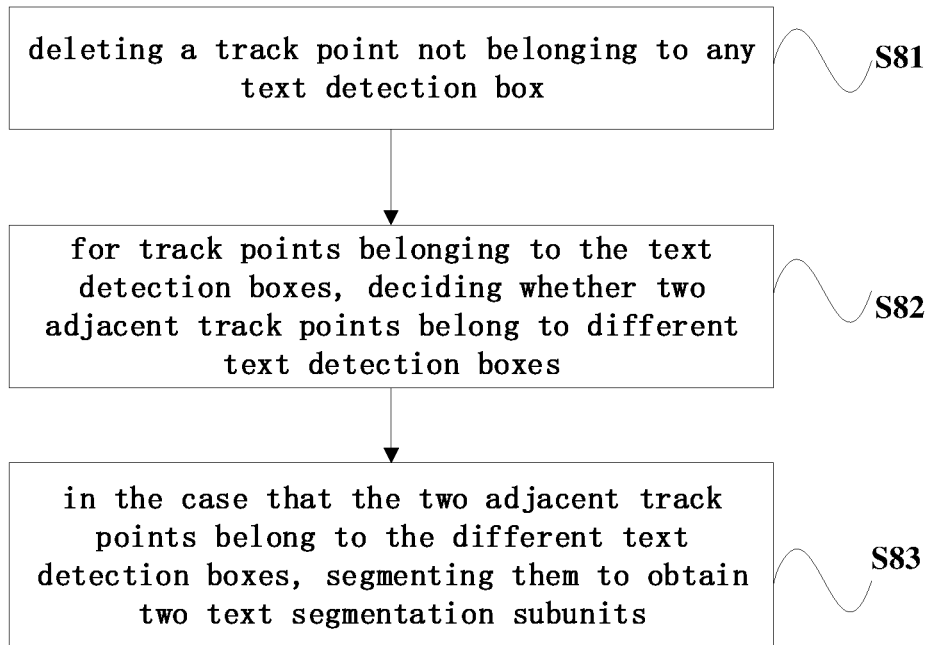 deleting a track point not belonging to any
text detection box
S81
for track points belonging to the text
detection boxes, deciding whether two
adjacent track points belong to different
text detection boxes
S82
in the case that the two adjacent track
points belong to the different text
detection boxes, segmenting them to obtain
two text segmentation subunits
S83